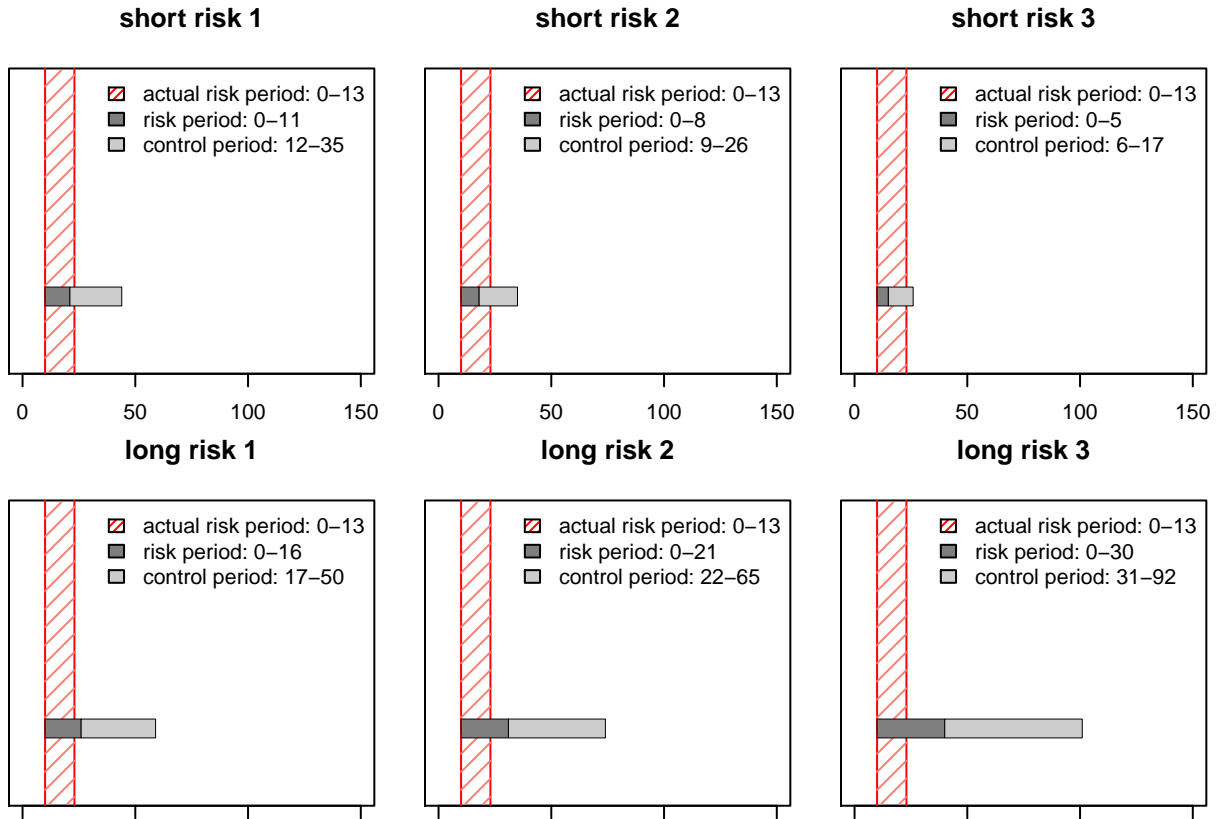 short risk 1
actual risk period: 0–13
risk period: 0–11
control period: 12–35
0 50 100 150
short risk 2
actual risk period: 0–13
risk period: 0–8
control period: 9–26
0 50 100 150
short risk 3
actual risk period: 0–13
risk period: 0–5
control period: 6–17
0 50 100 150
long risk 1
actual risk period: 0–13
risk period: 0–16
control period: 17–50
long risk 2
actual risk period: 0–13
risk period: 0–21
control period: 22–65
long risk 3
actual risk period: 0–13
risk period: 0–30
control period: 31–92